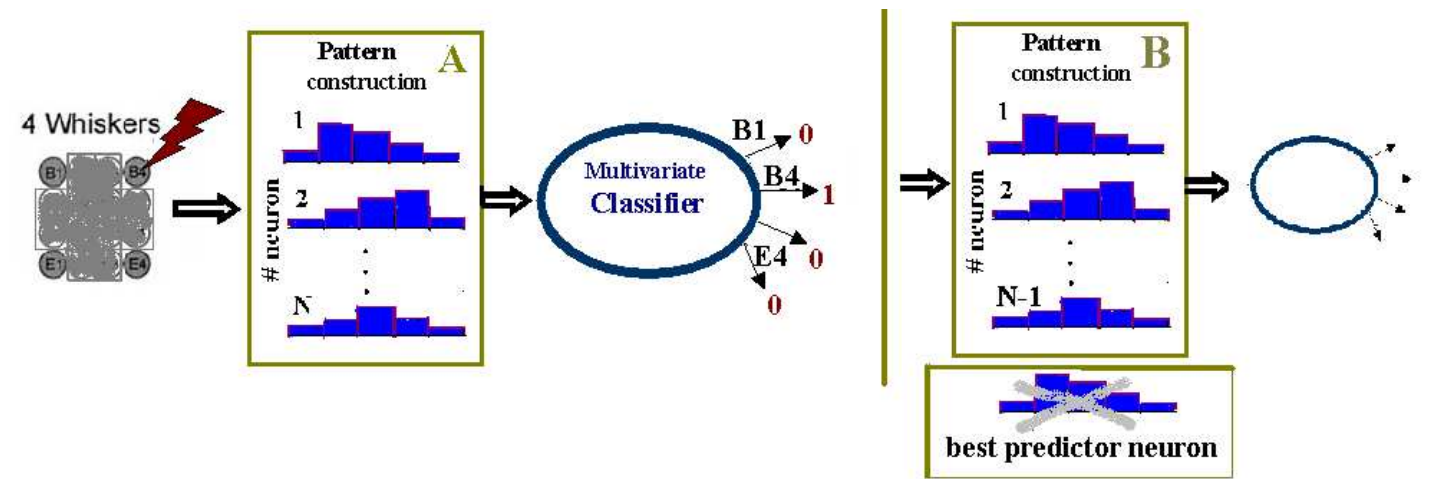 4 Whiskers
B1
B4
E1
E4
A
Pattern
construction
# neuron
1
2
N
Multivariate
Classifier
B1
0
B4
1
0
E4
0
B
Pattern
construction
# neuron
1
2
N-1
best predictor neuron